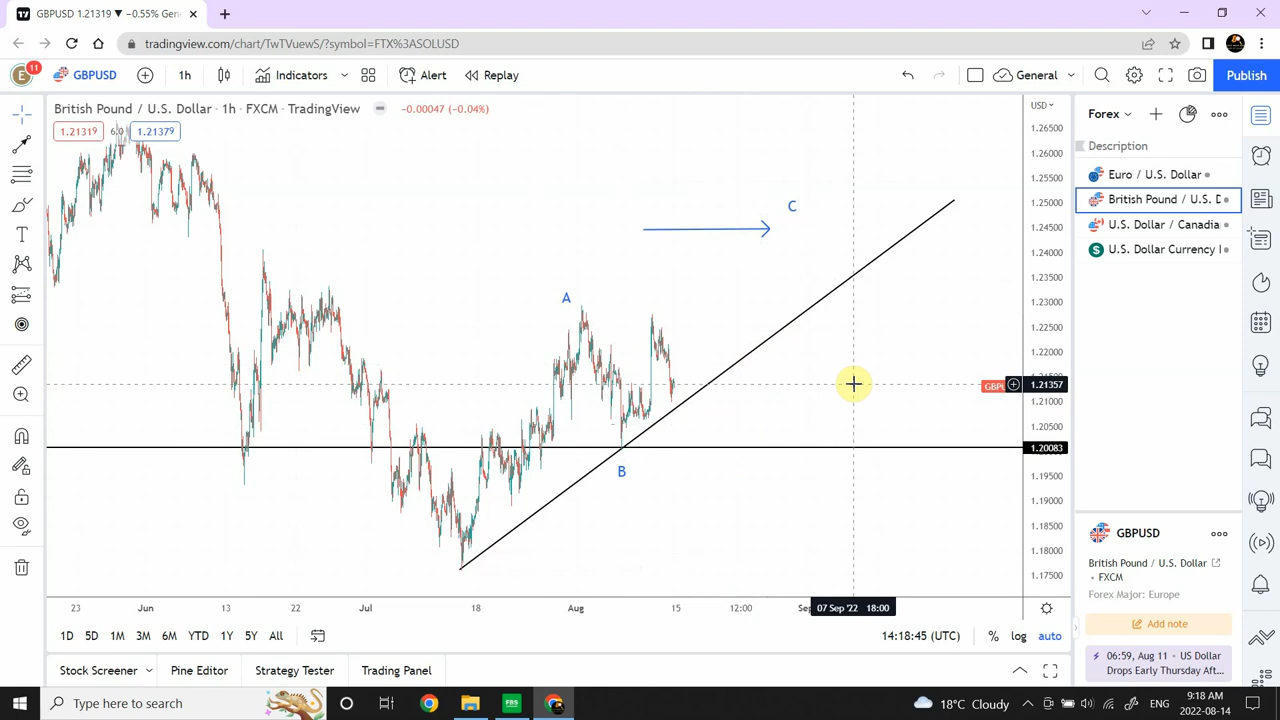 GBPUSD 1.21319 ▼ −0.55% Gen
tradingview.com/chart/TwTVuewS/?symbol=FTX%3ASOLUSD
E 11 GBPUSD 1h Indicators Alert Replay General Publish
British Pound / U.S. Dollar · 1h · FXCM · TradingView −0.00047 (−0.04%)
1.21319 6.0 1.21379
USD
1.26500
1.26000
1.25500
1.25000
1.24500
1.24000
1.23500
1.23000
1.22500
1.22000
GBPU 1.21357
1.21000
1.20500
1.20083
1.19500
1.19000
1.18500
1.18000
1.17500
A
B
C
23 Jun 13 22 Jul 18 Aug 15 12:00 Sep 07 Sep '22 18:00
1D 5D 1M 3M 6M YTD 1Y 5Y All 14:18:45 (UTC) % log auto
Stock Screener Pine Editor Strategy Tester Trading Panel
Forex
Description
Euro / U.S. Dollar
British Pound / U.S. D
U.S. Dollar / Canadia
U.S. Dollar Currency I
GBPUSD
British Pound / U.S. Dollar
• FXCM
Forex Major: Europe
Add note
06:59, Aug 11 • US Dollar
Drops Early Thursday Aft...
Type here to search
FBS
18°C Cloudy
ENG
9:18 AM
2022-08-14